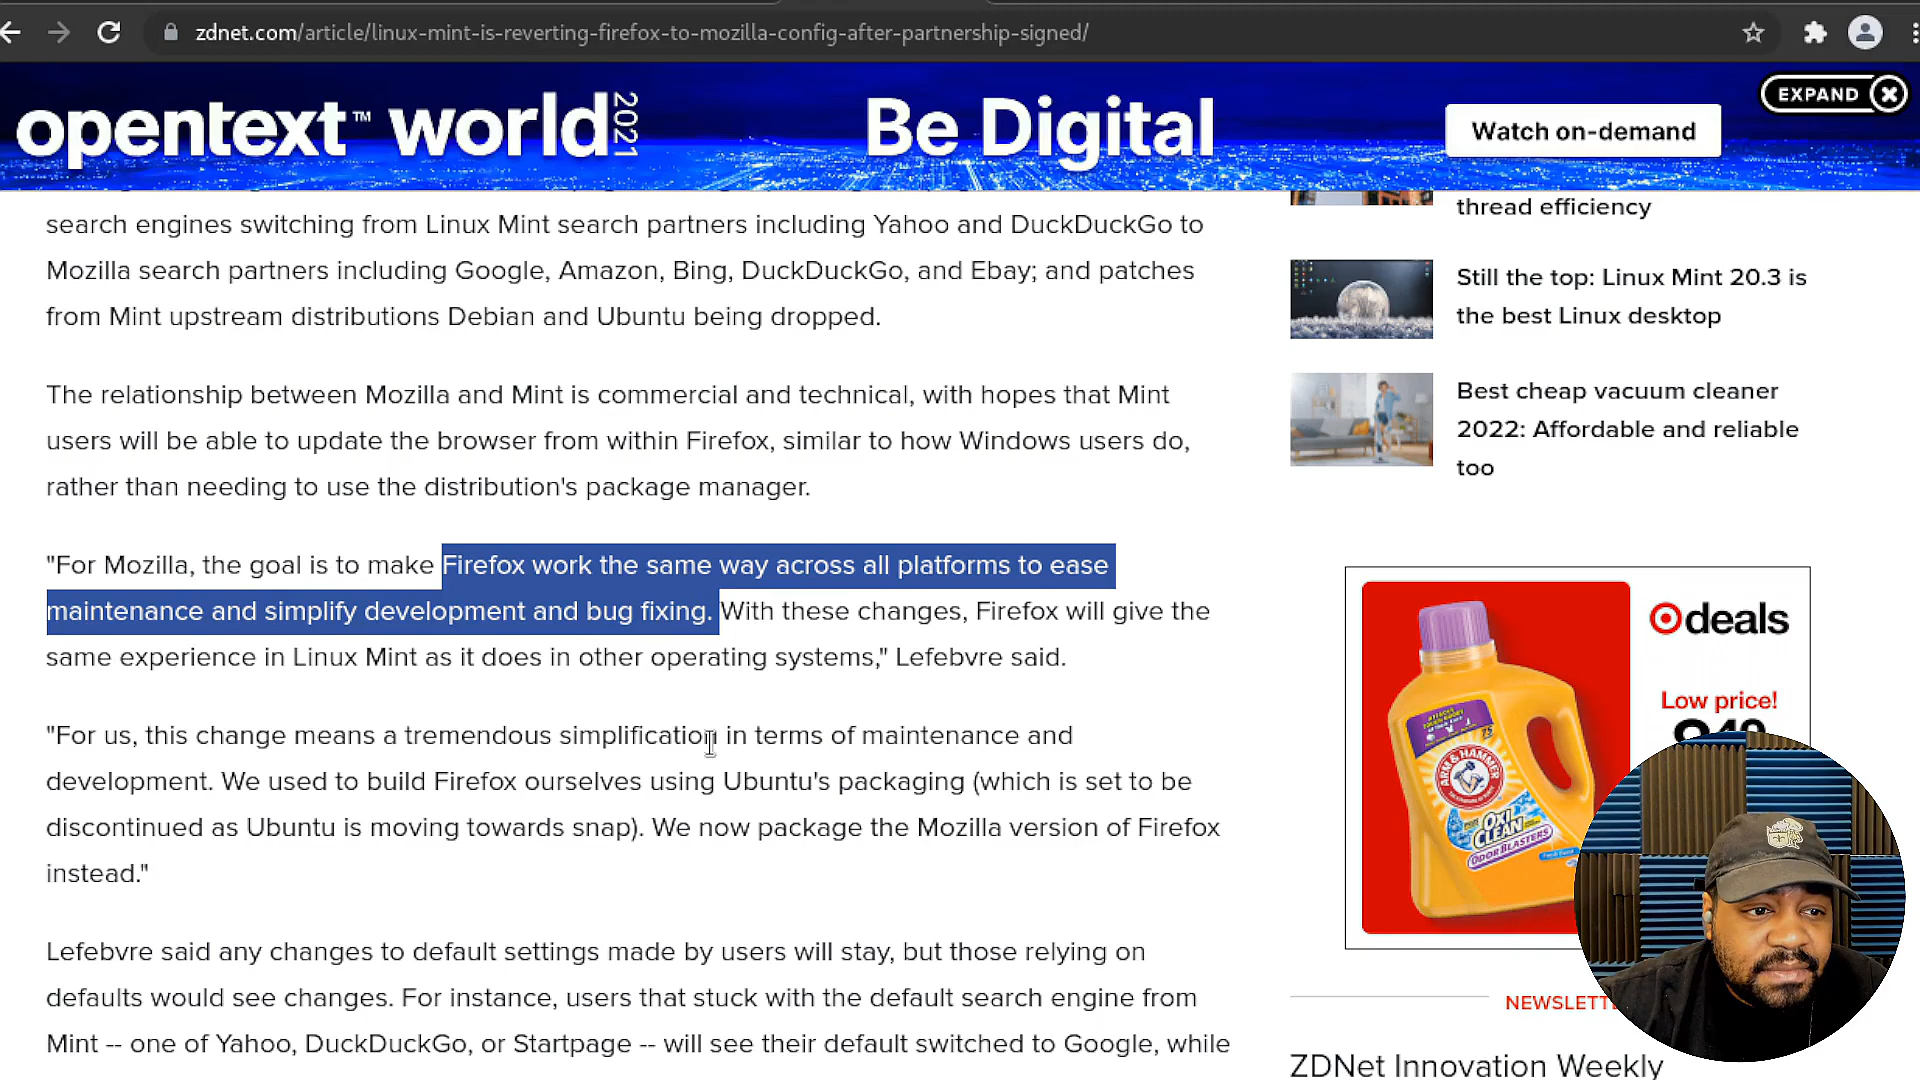 zdnet.com/article/linux-mint-is-reverting-firefox-to-mozilla-config-after-partnership-signed/
opentext™ world 2021
Be Digital
Watch on-demand
EXPAND
search engines switching from Linux Mint search partners including Yahoo and DuckDuckGo to
Mozilla search partners including Google, Amazon, Bing, DuckDuckGo, and Ebay; and patches
from Mint upstream distributions Debian and Ubuntu being dropped.
The relationship between Mozilla and Mint is commercial and technical, with hopes that Mint
users will be able to update the browser from within Firefox, similar to how Windows users do,
rather than needing to use the distribution's package manager.
"For Mozilla, the goal is to make Firefox work the same way across all platforms to ease
maintenance and simplify development and bug fixing. With these changes, Firefox will give the
same experience in Linux Mint as it does in other operating systems," Lefebvre said.
"For us, this change means a tremendous simplification in terms of maintenance and
development. We used to build Firefox ourselves using Ubuntu's packaging (which is set to be
discontinued as Ubuntu is moving towards snap). We now package the Mozilla version of Firefox
instead."
Lefebvre said any changes to default settings made by users will stay, but those relying on
defaults would see changes. For instance, users that stuck with the default search engine from
Mint -- one of Yahoo, DuckDuckGo, or Startpage -- will see their default switched to Google, while
thread efficiency
Still the top: Linux Mint 20.3 is
the best Linux desktop
Best cheap vacuum cleaner
2022: Affordable and reliable
too
deals
Low price!
75
ARM & HAMMER
OXI
CLEAN
ODOR BLASTERS
ZDNet Innovation Weekly